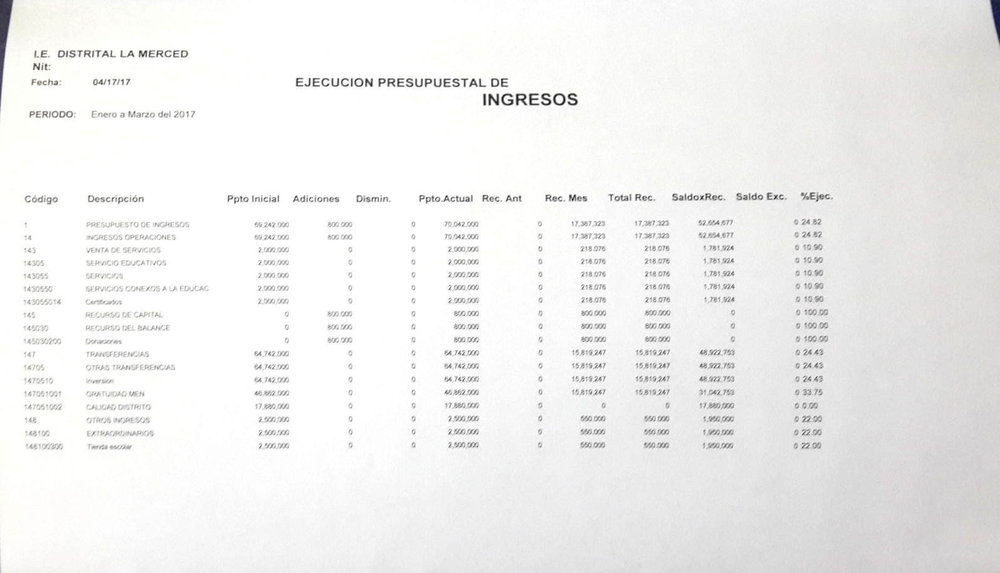 I.E. DISTRITAL LA MERCED
Nit:
Fecha: 04/17/17
EJECUCION PRESUPUESTAL DE
INGRESOS
PERIODO: Enero a Marzo del 2017
Código Descripción Ppto Inicial Adiciones Dismin. Ppto.Actual Rec. Ant Rec. Mes Total Rec. SaldoxRec. Saldo Exc. %Ejec.
1 PRESUPUESTO DE INGRESOS 69,242,000 800.000 0 70,042,000 0 17,387,323 17,387,323 52,654,677 0 24.82
14 INGRESOS OPERACIONES 69,242,000 800.000 0 70,042,000 0 17,387,323 17,387,323 52,654,677 0 24.82
143 VENTA DE SERVICIOS 2,000,000 0 0 2,000,000 0 218.076 218.076 1,781,924 0 10.90
14305 SERVICIO EDUCATIVOS 2,000,000 0 0 2,000,000 0 218.076 218.076 1,781,924 0 10.90
143055 SERVICIOS 2,000,000 0 0 2,000,000 0 218.076 218.076 1,781,924 0 10.90
1430550 SERVICIOS CONEXOS A LA EDUCAC 2,000,000 0 0 2,000,000 0 218.076 218.076 1,781,924 0 10.90
143055014 Certificados 2,000,000 0 0 2,000,000 0 218.076 218.076 1,781,924 0 10.90
145 RECURSO DE CAPITAL 0 800.000 0 800.000 0 800.000 800.000 0 0 100.00
145030 RECURSO DEL BALANCE 0 800.000 0 800.000 0 800.000 800.000 0 0 100.00
145030200 Donaciones 0 800.000 0 800.000 0 800.000 800.000 0 0 100.00
147 TRANSFERENCIAS 64,742,000 0 0 64,742,000 0 15,819,247 15,819,247 48,922,753 0 24.43
14705 OTRAS TRANSFERENCIAS 64,742,000 0 0 64,742,000 0 15,819,247 15,819,247 48,922,753 0 24.43
1470510 Inversion 64,742,000 0 0 64,742,000 0 15,819,247 15,819,247 48,922,753 0 24.43
147051001 GRATUIDAD MEN 46,862,000 0 0 46,862,000 0 15,819,247 15,819,247 31,042,753 0 33.75
147051002 CALIDAD DISTRITO 17,880,000 0 0 17,880,000 0 0 0 17,880,000 0 0.00
148 OTROS INGRESOS 2,500,000 0 0 2,500,000 0 550.000 550.000 1,950,000 0 22.00
148100 EXTRAORDINARIOS 2,500,000 0 0 2,500,000 0 550.000 550.000 1,950,000 0 22.00
148100300 Tienda escolar 2,500,000 0 0 2,500,000 0 550.000 550.000 1,950,000 0 22.00